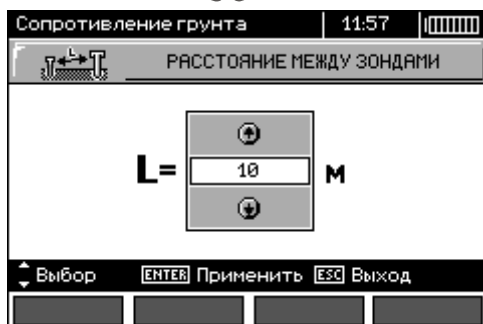 Сопротивление грунта 11:57
L РАССТОЯНИЕ МЕЖДУ ЗОНДАМИ
L= 10 м
Выбор ENTER Применить ESC Выход